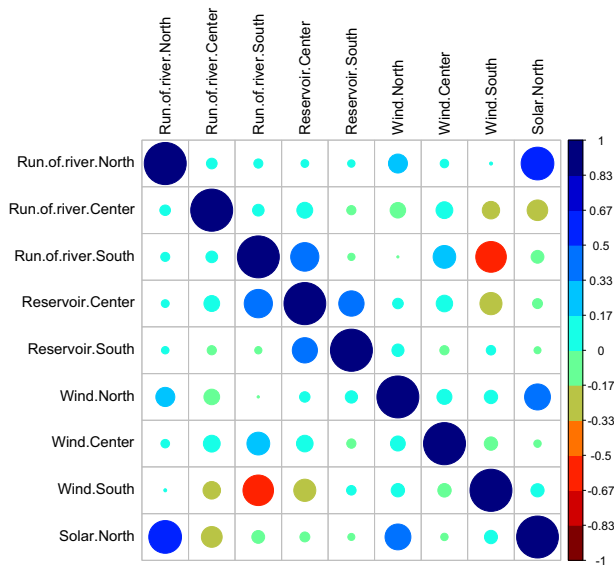 Run.of.river.North
Run.of.river.Center
Run.of.river.South
Reservoir.Center
Reservoir.South
Wind.North
Wind.Center
Wind.South
Solar.North
Run.of.river.North
Run.of.river.Center
Run.of.river.South
Reservoir.Center
Reservoir.South
Wind.North
Wind.Center
Wind.South
Solar.North
1
0.83
0.67
0.5
0.33
0.17
0
-0.17
-0.33
-0.5
-0.67
-0.83
-1